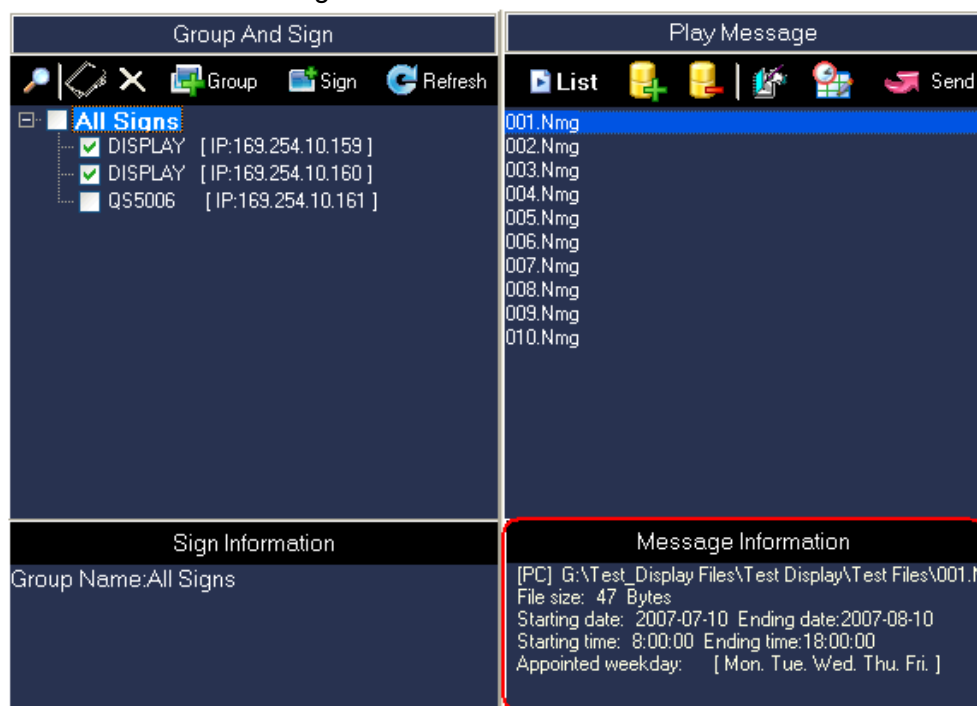 Group And Sign
Group Sign Refresh
All Signs
DISPLAY [ IP:169.254.10.159 ]
DISPLAY [ IP:169.254.10.160 ]
QS5006 [ IP:169.254.10.161 ]
Sign Information
Group Name:All Signs
Play Message
List Send
001.Nmg
002.Nmg
003.Nmg
004.Nmg
005.Nmg
006.Nmg
007.Nmg
008.Nmg
009.Nmg
010.Nmg
Message Information
[PC] G:\Test_Display Files\Test Display\Test Files\001.N
File size: 47 Bytes
Starting date: 2007-07-10 Ending date:2007-08-10
Starting time: 8:00:00 Ending time:18:00:00
Appointed weekday: [ Mon. Tue. Wed. Thu. Fri. ]